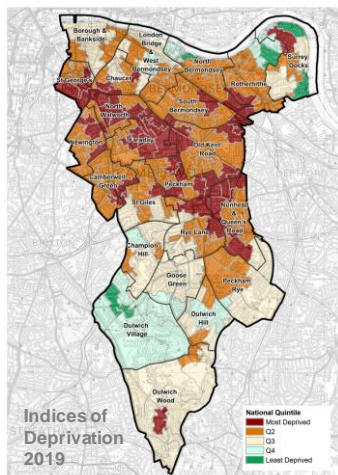 Borough &
Bankside
London
Bridge
&
West
Bermondsey
North
Bermondsey
Surrey
Docks
St George's
Chaucer
Rotherhithe
North
Walworth
South
Bermondsey
Newington
Faraday
Old Kent
Road
Camberwell
Green
Peckham
St Giles
Nunhead
&
Queen's
Road
Champion
Hill
Rye Lane
Goose
Green
Peckham
Rye
Dulwich
Village
Dulwich
Hill
Dulwich
Wood
Indices of
Deprivation
2019
National Quintile
Most Deprived
Q2
Q3
Q4
Least Deprived